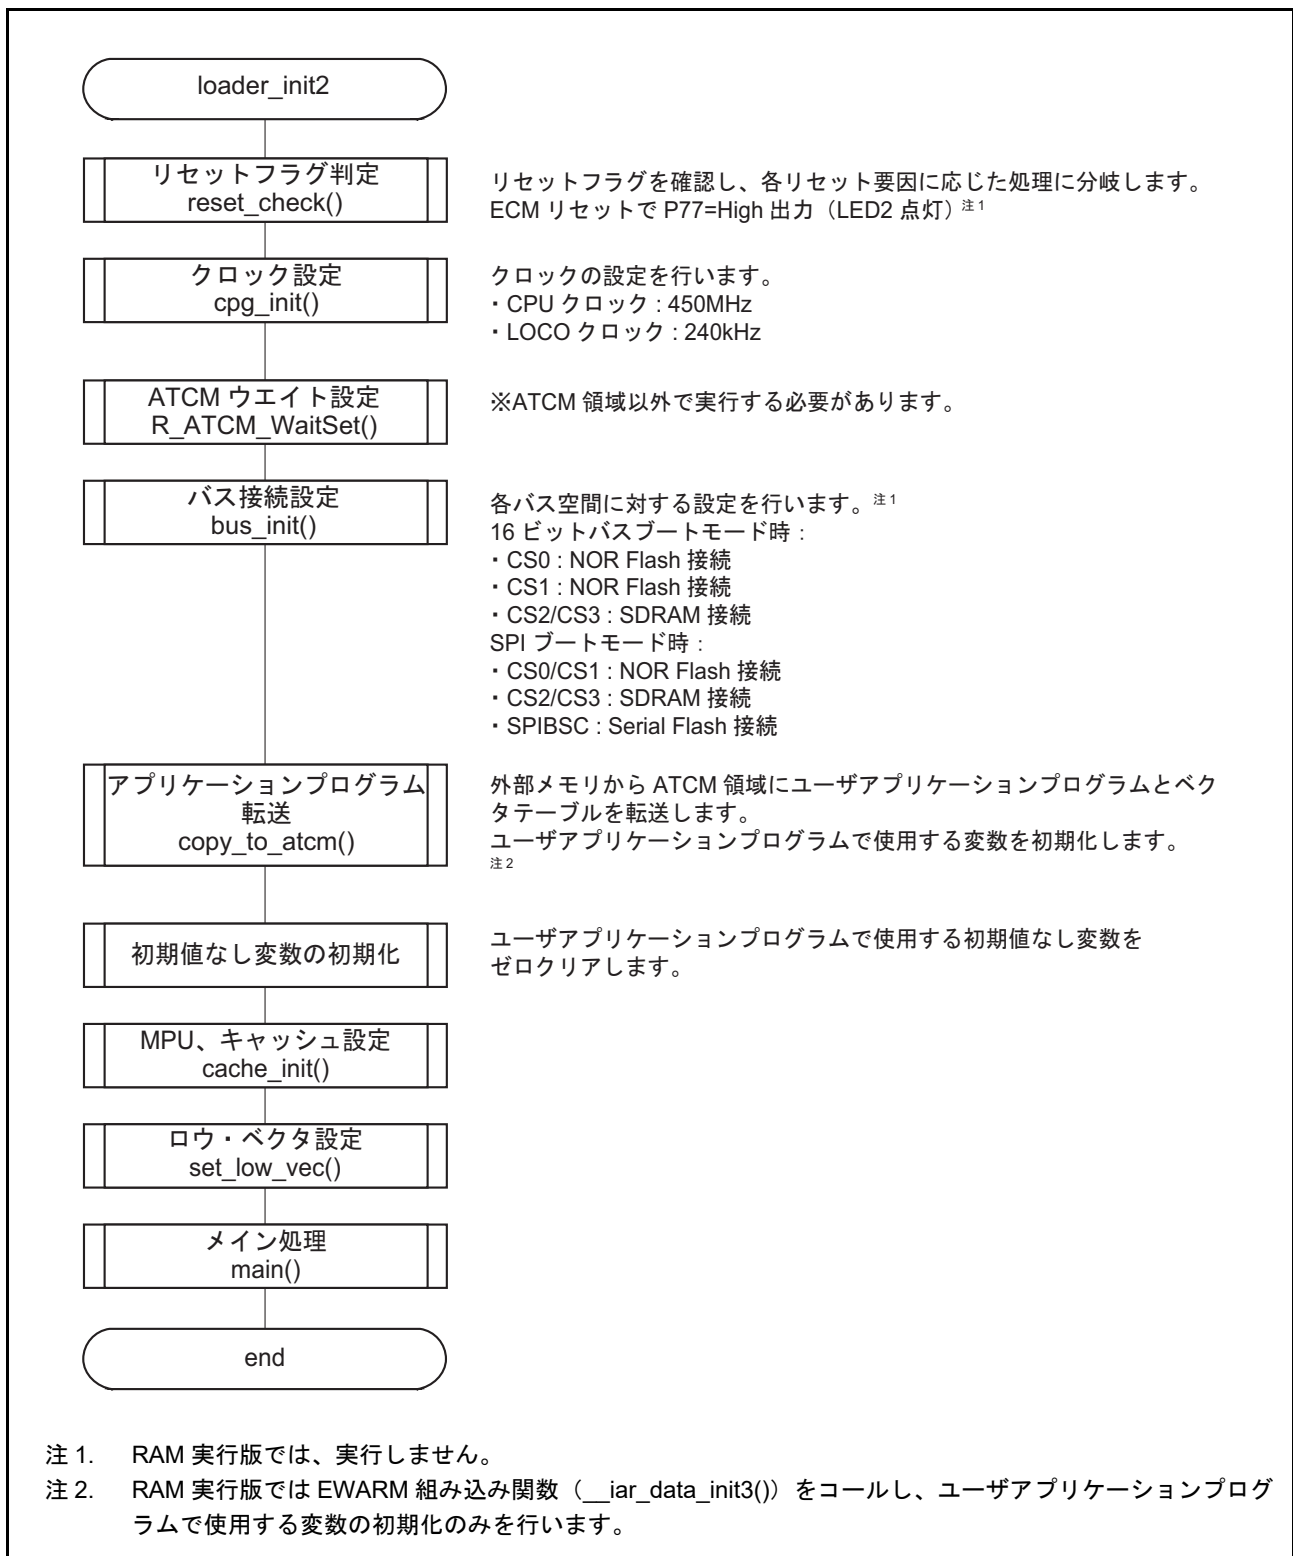 loader_init2
リセットフラグ判定
reset_check()
リセットフラグを確認し、各リセット要因に応じた処理に分岐します。
ECM リセットで P77=High 出力（LED2 点灯）注1
クロック設定
cpg_init()
クロックの設定を行います。
・CPU クロック : 450MHz
・LOCO クロック : 240kHz
ATCM ウエイト設定
R_ATCM_WaitSet()
※ATCM 領域以外で実行する必要があります。
バス接続設定
bus_init()
各バス空間に対する設定を行います。注1
16 ビットバスブートモード時 :
・CS0 : NOR Flash 接続
・CS1 : NOR Flash 接続
・CS2/CS3 : SDRAM 接続
SPI ブートモード時 :
・CS0/CS1 : NOR Flash 接続
・CS2/CS3 : SDRAM 接続
・SPIBSC : Serial Flash 接続
アプリケーションプログラム
転送
copy_to_atcm()
外部メモリから ATCM 領域にユーザアプリケーションプログラムとベク
タテーブルを転送します。
ユーザアプリケーションプログラムで使用する変数を初期化します。
注2
初期値なし変数の初期化
ユーザアプリケーションプログラムで使用する初期値なし変数を
ゼロクリアします。
MPU、キャッシュ設定
cache_init()
ロウ・ベクタ設定
set_low_vec()
メイン処理
main()
end
注 1. RAM 実行版では、実行しません。
注 2. RAM 実行版では EWARM 組み込み関数（__iar_data_init3()）をコールし、ユーザアプリケーションプログ
ラムで使用する変数の初期化のみを行います。